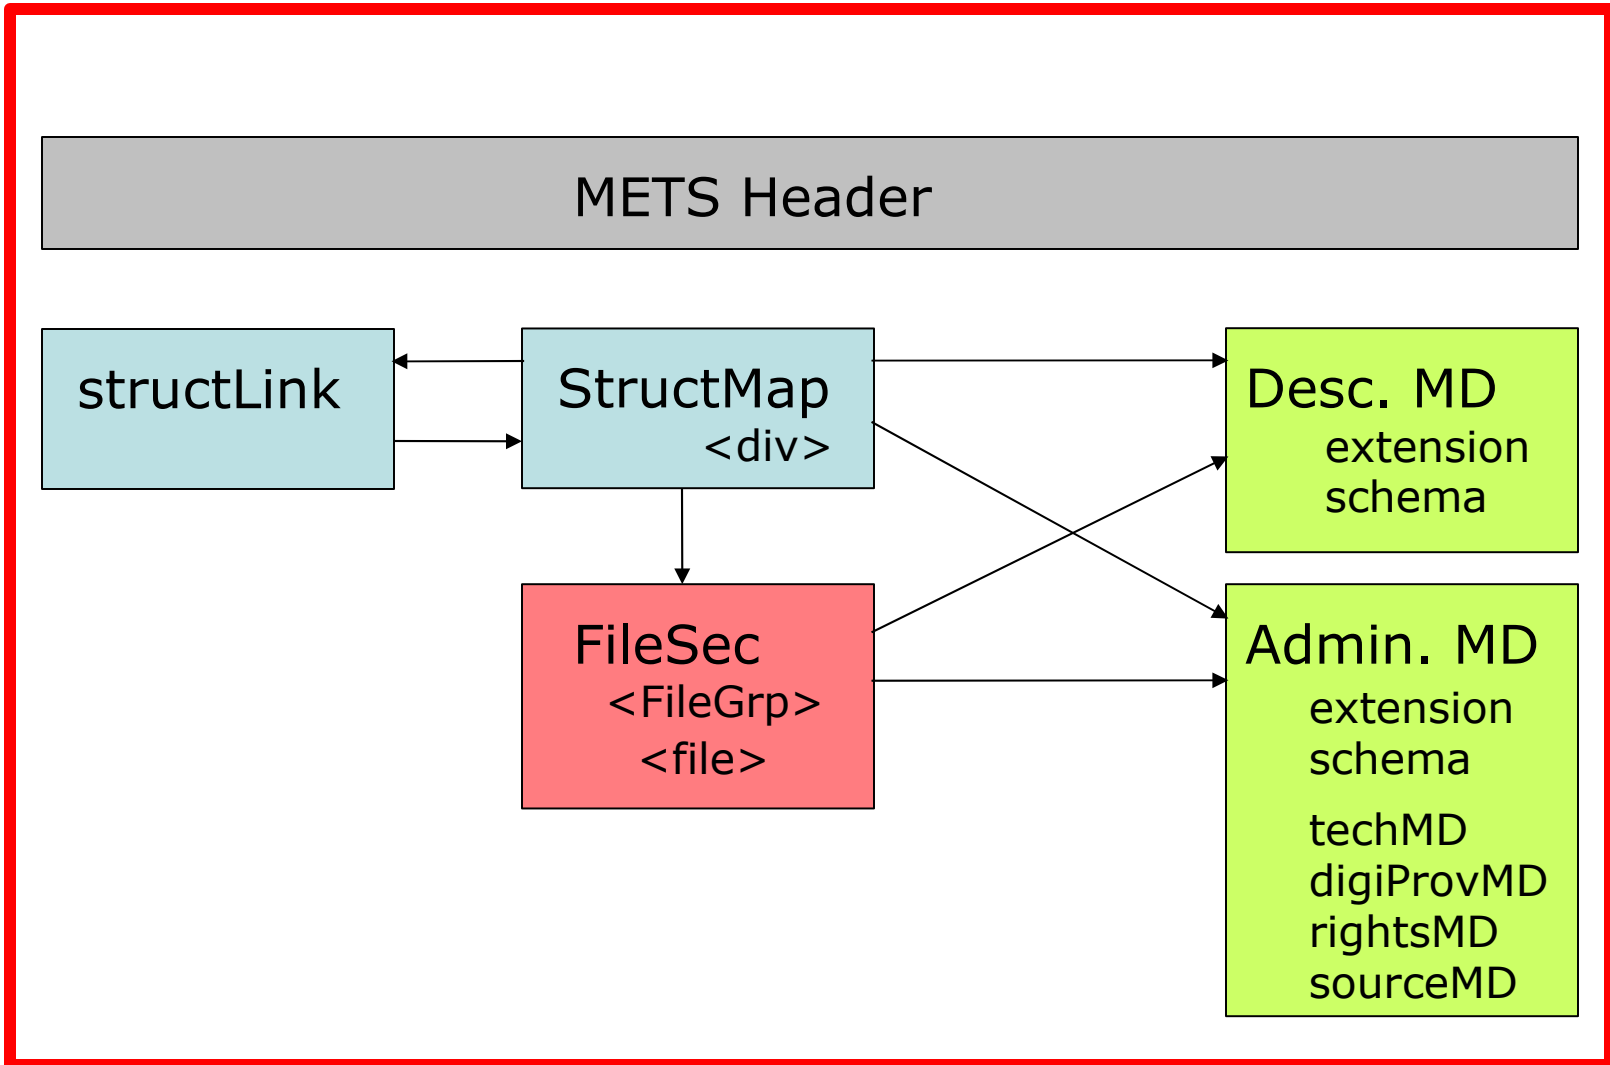 METS Header
structLink
StructMap
<div>
Desc. MD
extension
schema
FileSec
<FileGrp>
<file>
Admin. MD
extension
schema
techMD
digiProvMD
rightsMD
sourceMD